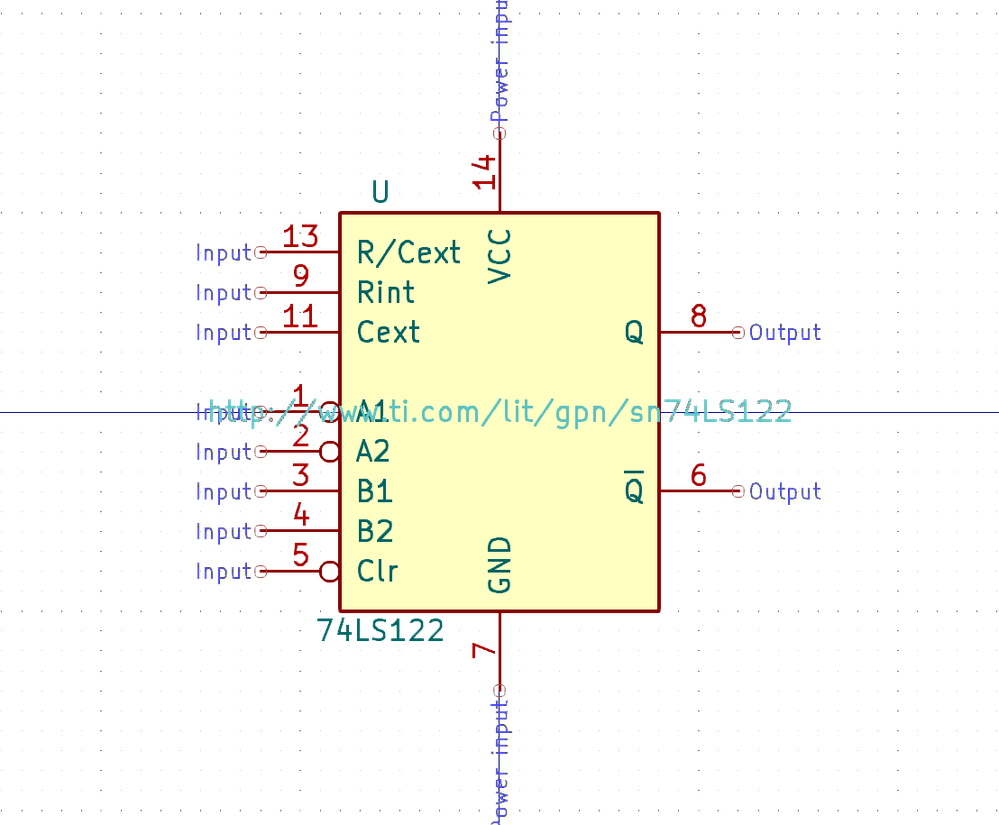 Power input
14
U
VCC
Input 13 R/Cext
Input 9 Rint
Input 11 Cext
Q 8 Output
Input 1 A1
http://www.ti.com/lit/gpn/sn74LS122
Input 2 A2
Input 3 B1
Q 6 Output
Input 4 B2
Input 5 Clr
GND
74LS122
7
Power input